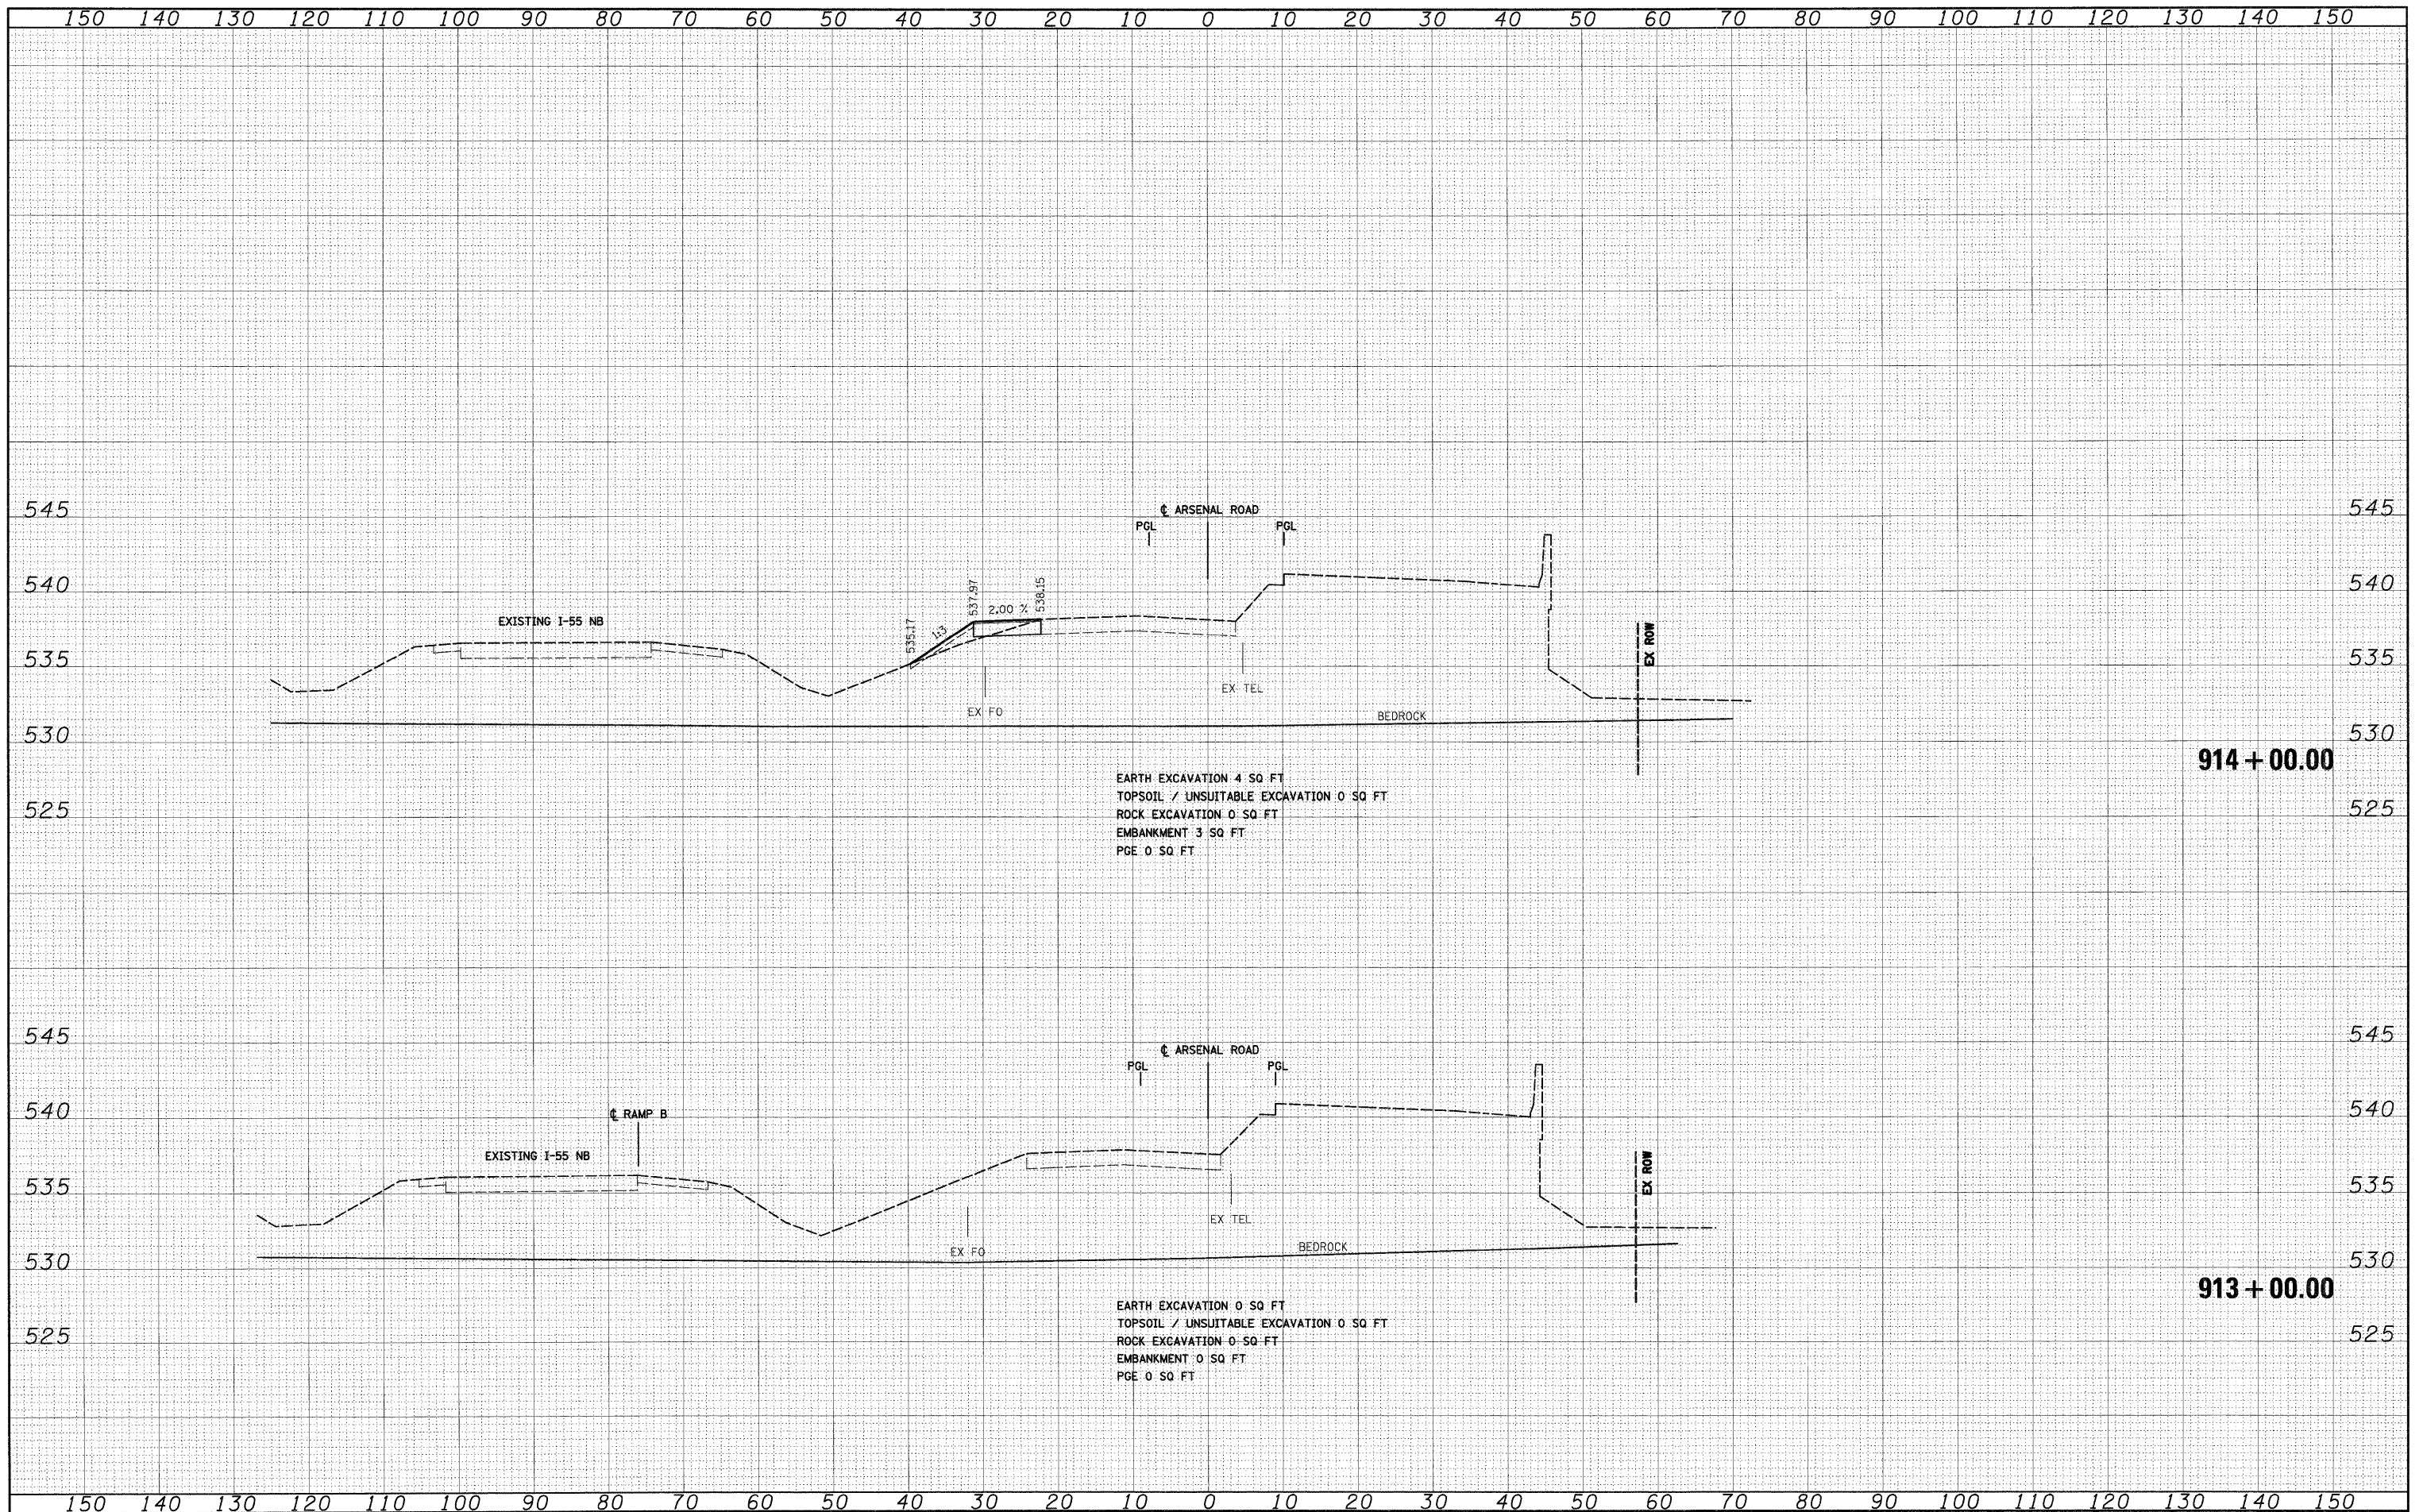 150 140 130 120 110 100 90 80 70 60 50 40 30 20 10 0 10 20 30 40 50 60 70 80 90 100 110 120 130 140 150
545 545
℄ ARSENAL ROAD
PGL PGL
540 540
537.97
538.15
2.00 %
1:3
535.17
EXISTING I-55 NB
EX ROW
535 535
EX TEL
EX FO
BEDROCK
530 530
914+00.00
EARTH EXCAVATION 4 SQ FT
TOPSOIL / UNSUITABLE EXCAVATION 0 SQ FT
ROCK EXCAVATION 0 SQ FT
EMBANKMENT 3 SQ FT
PGE 0 SQ FT
525 525
545 545
℄ ARSENAL ROAD
PGL PGL
540 540
℄ RAMP B
EXISTING I-55 NB
EX ROW
535 535
EX TEL
EX FO
BEDROCK
530 530
913+00.00
EARTH EXCAVATION 0 SQ FT
TOPSOIL / UNSUITABLE EXCAVATION 0 SQ FT
ROCK EXCAVATION 0 SQ FT
EMBANKMENT 0 SQ FT
PGE 0 SQ FT
525 525
150 140 130 120 110 100 90 80 70 60 50 40 30 20 10 0 10 20 30 40 50 60 70 80 90 100 110 120 130 140 150